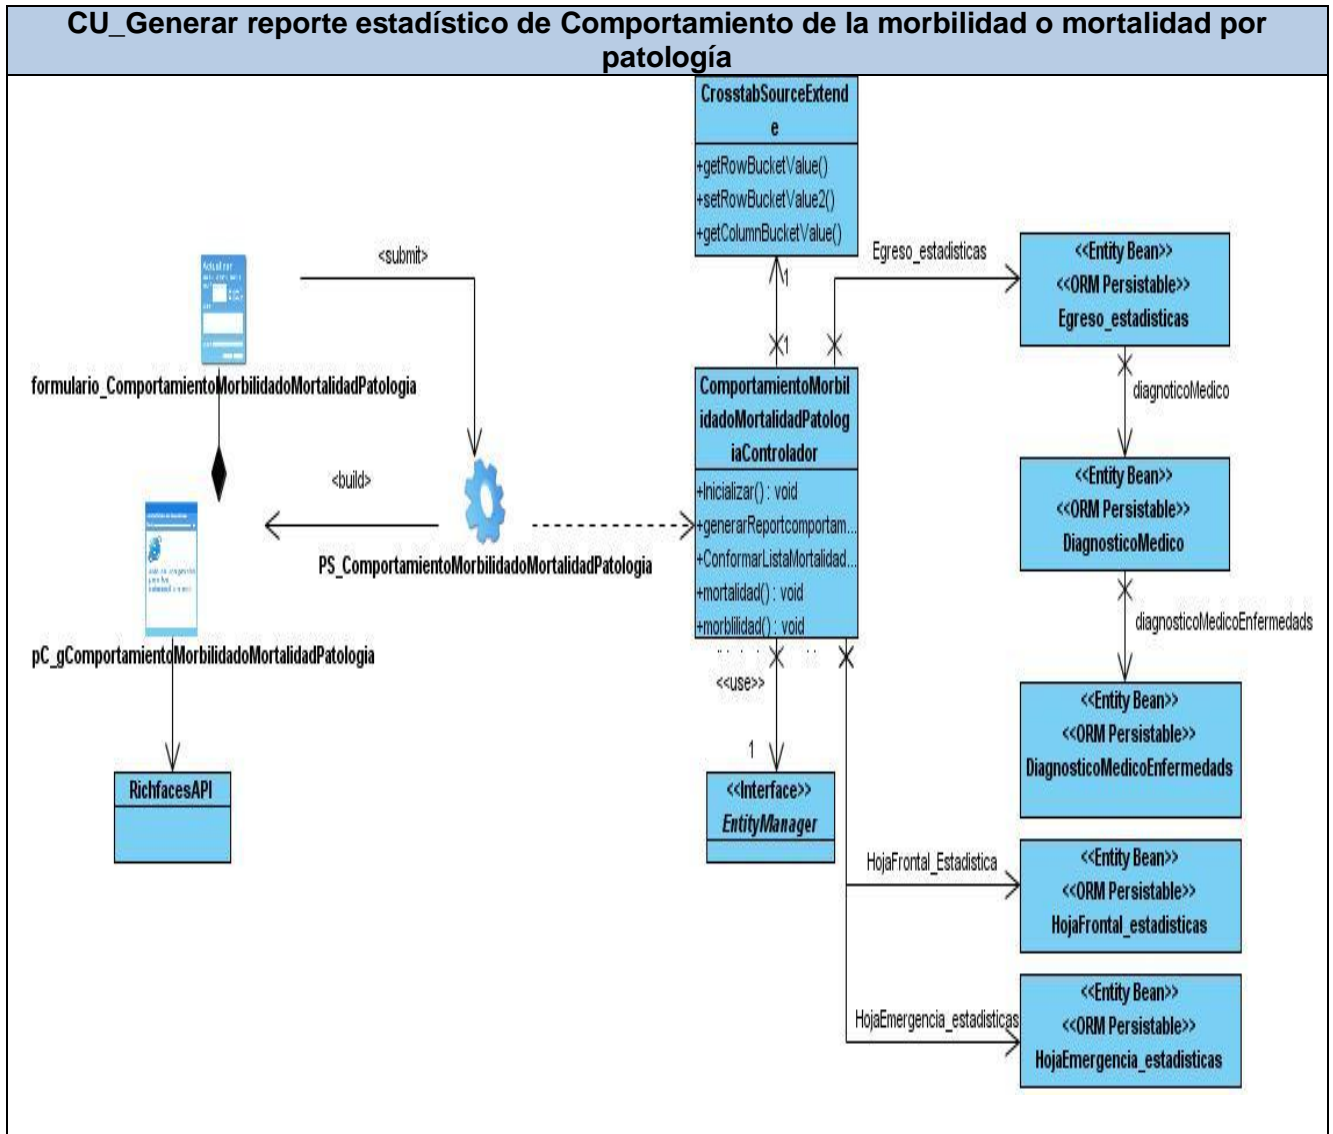 CU_Generar reporte estadístico de Comportamiento de la morbilidad o mortalidad por
patología
CrosstabSourceExtend
e
+getRowBucketValue()
+setRowBucketValue2()
+getColumnBucketValue()
<submit>
Egreso_estadisticas
<<Entity Bean>>
<<ORM Persistable>>
Egreso_estadisticas
Actualizar
1
1
formulario_ComportamientoMorbilidadoMortalidadPatologia
ComportamientoMorbil
idadoMortalidadPatolog
iaControlador
diagnoticoMedico
<build>
+Inicializar() : void
+generarReportcomportam...
+ConformarListaMortalidad...
+mortalidad() : void
+morblilidad() : void
<<Entity Bean>>
<<ORM Persistable>>
DiagnosticoMedico
PS_ComportamientoMorbilidadoMortalidadPatologia
diagnosticoMedicoEnfermedads
pC_gComportamientoMorbilidadoMortalidadPatologia
<<use>>
<<Entity Bean>>
<<ORM Persistable>>
DiagnosticoMedicoEnfermedads
1
RichfacesAPI
<<Interface>>
EntityManager
HojaFrontal_Estadistica
<<Entity Bean>>
<<ORM Persistable>>
HojaFrontal_estadisticas
HojaEmergencia_estadisticas
<<Entity Bean>>
<<ORM Persistable>>
HojaEmergencia_estadisticas